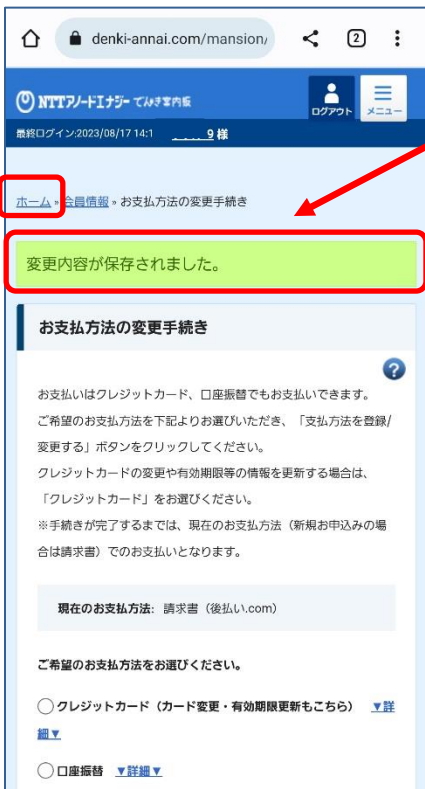 denki-annai.com/mansion/
2
NTTアノードエナジー でんき案内板
ログアウト
メニュー
最終ログイン:2023/08/17 14:1
9 様
ホーム » 会員情報 » お支払方法の変更手続き
変更内容が保存されました。
お支払方法の変更手続き
?
お支払いはクレジットカード、口座振替でもお支払いできます。
ご希望のお支払方法を下記よりお選びいただき、「支払方法を登録/
変更する」ボタンをクリックしてください。
クレジットカードの変更や有効期限等の情報を更新する場合は、
「クレジットカード」をお選びください。
※手続きが完了するまでは、現在のお支払方法（新規お申込みの場
合は請求書）でのお支払いとなります。
現在のお支払方法: 請求書（後払い.com）
ご希望のお支払方法をお選びください。
クレジットカード（カード変更・有効期限更新もこちら） ▼詳
細▼
口座振替 ▼詳細▼